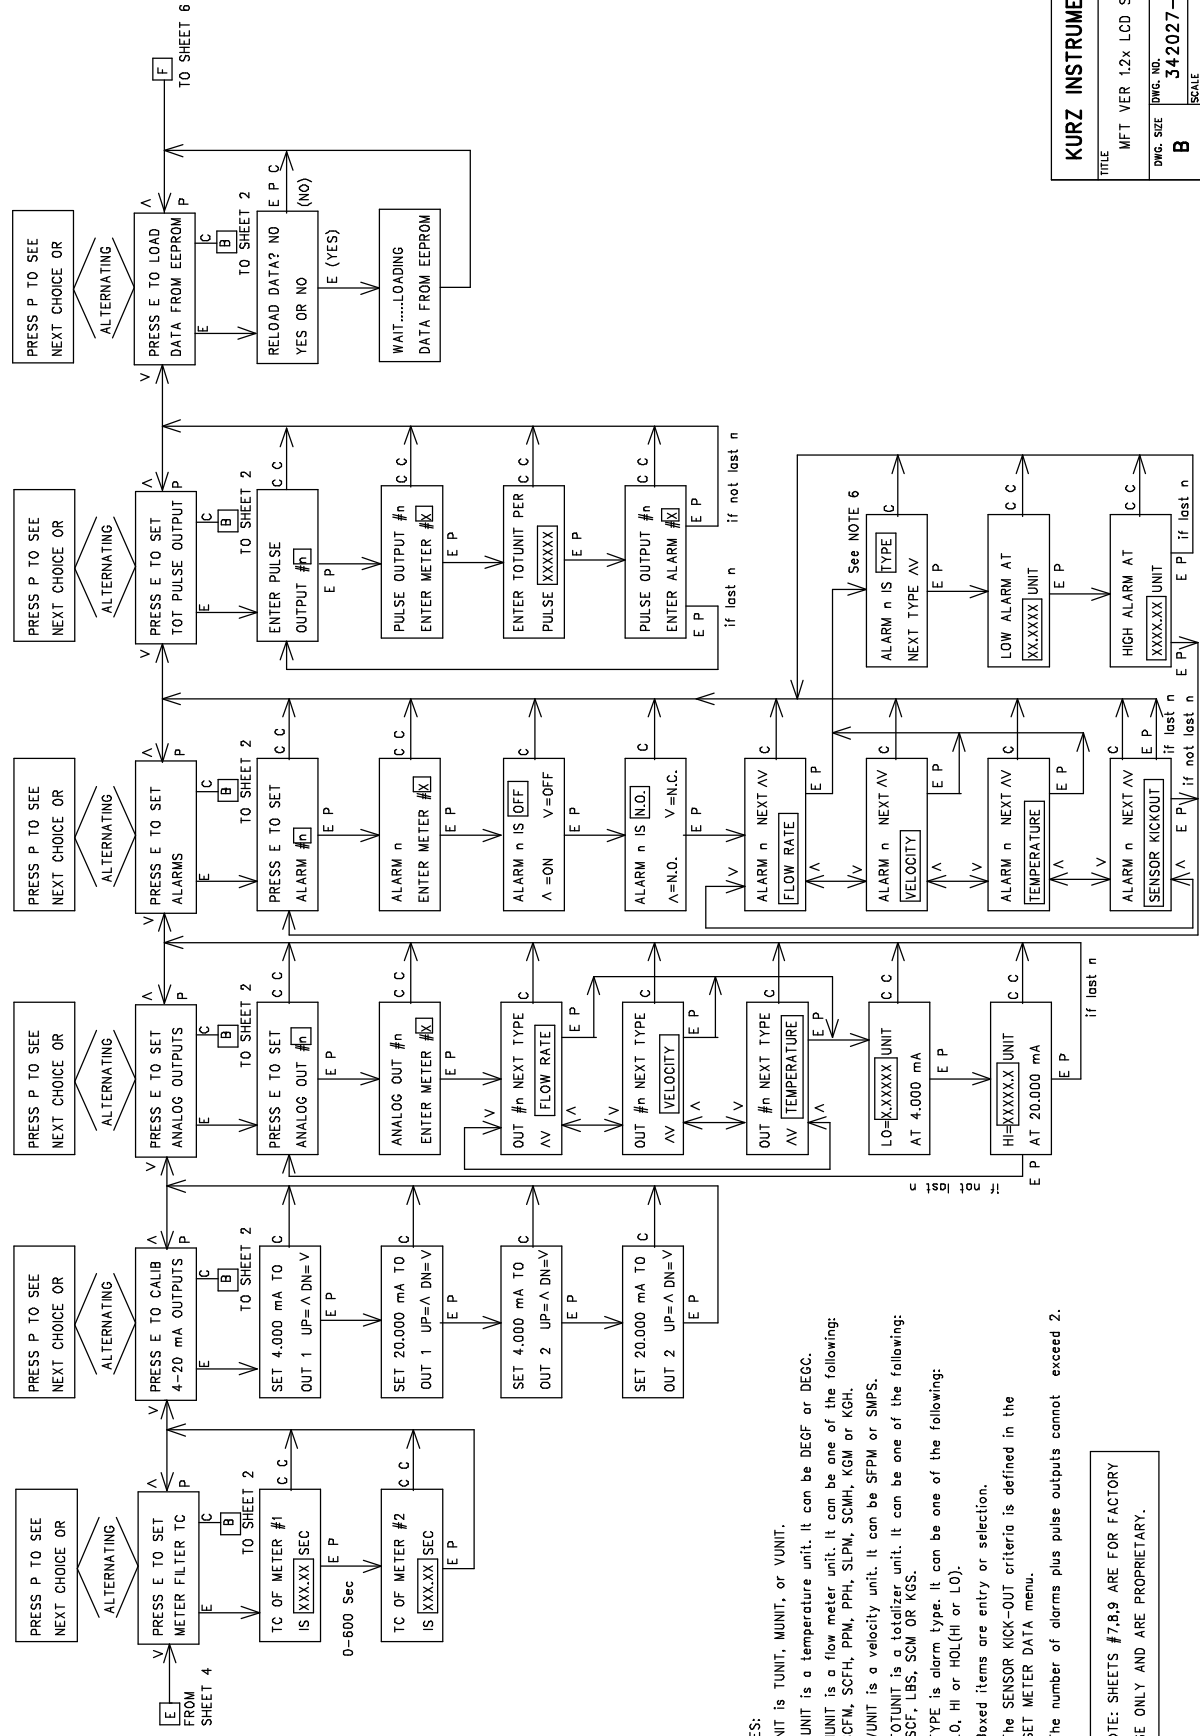 E
FROM
SHEET 4
PRESS P TO SEE
NEXT CHOICE OR
ALTERNATING
PRESS E TO SET
METER FILTER TC
V
Λ
P
E
C
B
TO SHEET 2
TC OF METER #1
IS XXX.XX SEC
C C
E P
0-600 Sec
TC OF METER #2
IS XXX.XX SEC
C C
E P
PRESS P TO SEE
NEXT CHOICE OR
ALTERNATING
PRESS E TO CALIB
4-20 mA OUTPUTS
V
Λ
P
E
C
B
TO SHEET 2
SET 4.000 mA TO
OUT 1 UP=Λ DN=V
C
E P
SET 20.000 mA TO
OUT 1 UP=Λ DN=V
C
E P
SET 4.000 mA TO
OUT 2 UP=Λ DN=V
C
E P
SET 20.000 mA TO
OUT 2 UP=Λ DN=V
C
E P
PRESS P TO SEE
NEXT CHOICE OR
ALTERNATING
PRESS E TO SET
ANALOG OUTPUTS
V
Λ
P
E
C
B
TO SHEET 2
PRESS E TO SET
ANALOG OUT #n
C C
E P
ANALOG OUT #n
ENTER METER #X
C C
E P
OUT #n NEXT TYPE
ΛV FLOW RATE
C
E P
V
Λ
OUT #n NEXT TYPE
ΛV VELOCITY
C
E P
V
Λ
OUT #n NEXT TYPE
ΛV TEMPERATURE
C
E P
V
Λ
LO=X.XXXXX UNIT
AT 4.000 mA
C C
E P
HI=XXXXX.X UNIT
AT 20.000 mA
C C
E P
if last n
E P
if not last n
PRESS P TO SEE
NEXT CHOICE OR
ALTERNATING
PRESS E TO SET
ALARMS
V
Λ
P
E
C
B
TO SHEET 2
PRESS E TO SET
ALARM #n
C C
E P
ALARM n
ENTER METER #X
C C
E P
ALARM n IS OFF
Λ =ON V=OFF
C
E P
ALARM n IS N.O.
Λ=N.O. V=N.C.
C
E P
ALARM n NEXT ΛV
FLOW RATE
C
E P
V
Λ
ALARM n NEXT ΛV
VELOCITY
C
E P
V
Λ
ALARM n NEXT ΛV
TEMPERATURE
C
E P
V
Λ
ALARM n NEXT ΛV
SENSOR KICKOUT
C
E P
if last n
E P
if not last n
See NOTE 6
ALARM n IS TYPE
NEXT TYPE ΛV
C
E P
LOW ALARM AT
XX.XXXX UNIT
C C
E P
HIGH ALARM AT
XXXX.XX UNIT
C C
E P
if last n
E P
PRESS P TO SEE
NEXT CHOICE OR
ALTERNATING
PRESS E TO SET
TOT PULSE OUTPUT
V
Λ
P
E
C
B
TO SHEET 2
ENTER PULSE
OUTPUT #n
C C
E P
PULSE OUTPUT #n
ENTER METER #X
C C
E P
ENTER TOTUNIT PER
PULSE XXXXXX
C C
E P
PULSE OUTPUT #n
ENTER ALARM #X
C C
E P
if last n
E P
if not last n
PRESS P TO SEE
NEXT CHOICE OR
ALTERNATING
PRESS E TO LOAD
DATA FROM EEPROM
V
Λ
P
E
C
B
TO SHEET 2
RELOAD DATA? NO
YES OR NO
E P C
(NO)
E (YES)
WAIT.....LOADING
DATA FROM EEPROM
F
TO SHEET 6
ES:
NIT is TUNIT, MUNIT, or VUNIT.
UNIT is a temperature unit. It can be DEGF or DEGC.
UNIT is a flow meter unit. It can be one of the following:
CFM, SCFH, PPM, PPH, SLPM, SCMH, KGM or KGH.
VUNIT is a velocity unit. It can be SFPM or SMPS.
OTUNIT is a totalizer unit. It can be one of the following:
SCF, LBS, SCM OR KGS.
TYPE is alarm type. It can be one of the following:
LO, HI or HOL(HI or LO).
Boxed items are entry or selection.
he SENSOR KICK-OUT criteria is defined in the
SET METER DATA menu.
he number of alarms plus pulse outputs cannot exceed 2.
OTE: SHEETS #7,8,9 ARE FOR FACTORY
SE ONLY AND ARE PROPRIETARY.
KURZ INSTRUME
TITLE
MFT VER 1.2x LCD S
DWG. SIZE
B
DWG. NO.
342027-
SCALE